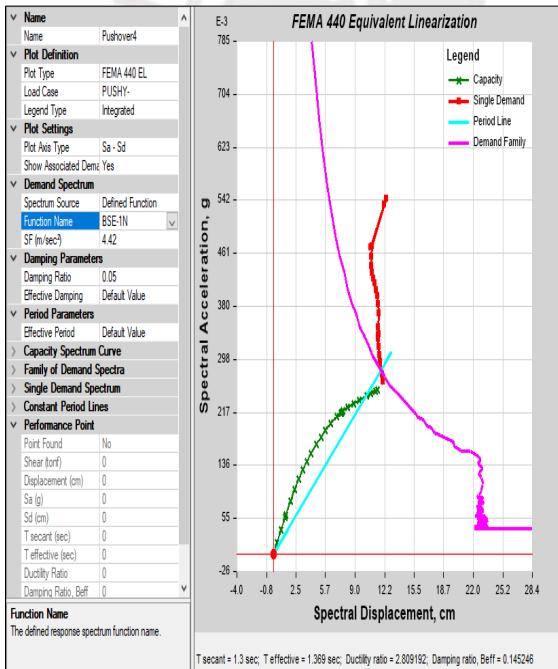 Name
Name Pushover4
Plot Definition
Plot Type FEMA 440 EL
Load Case PUSHY-
Legend Type Integrated
Plot Settings
Plot Axis Type Sa - Sd
Show Associated Dema Yes
Demand Spectrum
Spectrum Source Defined Function
Function Name BSE-1N
SF (m/sec²) 4.42
Damping Parameters
Damping Ratio 0.05
Effective Damping Default Value
Period Parameters
Effective Period Default Value
Capacity Spectrum Curve
Family of Demand Spectra
Single Demand Spectrum
Constant Period Lines
Performance Point
Point Found No
Shear (tonf) 0
Displacement (cm) 0
Sa (g) 0
Sd (cm) 0
T secant (sec) 0
T effective (sec) 0
Ductility Ratio 0
Damping Ratio, Beff 0
Function Name
The defined response spectrum function name.
E-3
FEMA 440 Equivalent Linearization
Legend
Capacity
Single Demand
Period Line
Demand Family
785
704
623
542
461
380
298
217
136
55
-26
Spectral Acceleration, g
-4.0 -0.8 2.5 5.7 9.0 12.2 15.5 18.7 22.0 25.2 28.4
Spectral Displacement, cm
T secant = 1.3 sec; T effective = 1.369 sec; Ductility ratio = 2.809192; Damping ratio, Beff = 0.145246